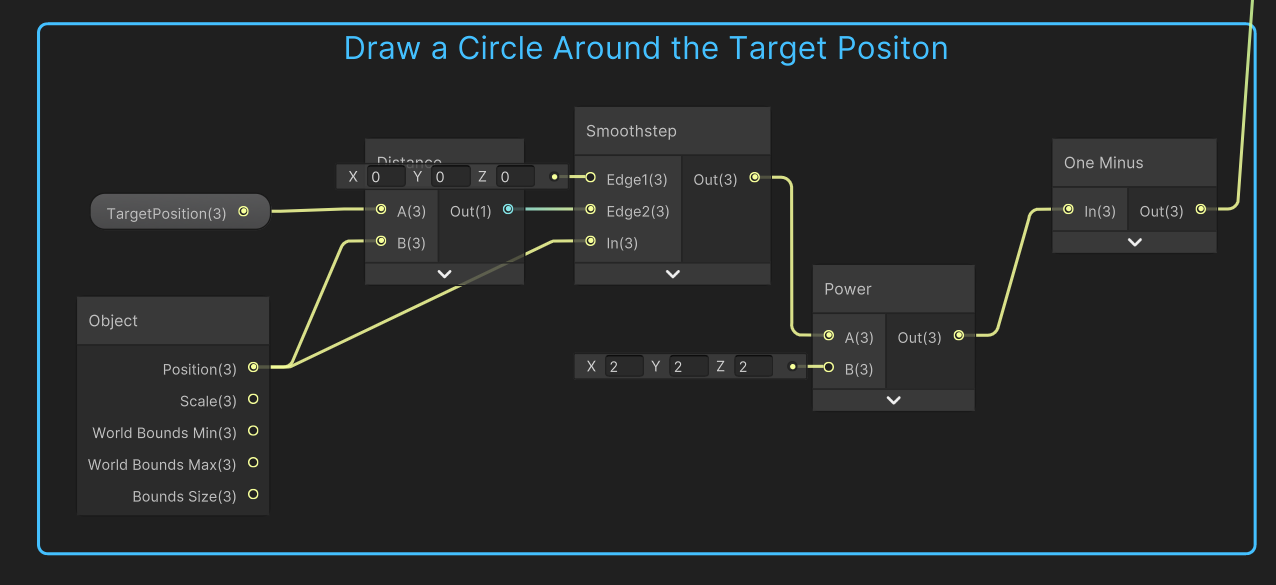 Draw a Circle Around the Target Positon
Smoothstep
Distance
X 0 Y 0 Z 0
Edge1(3) Out(3)
Edge2(3)
In(3)
TargetPosition(3)
A(3) Out(1)
B(3)
One Minus
In(3) Out(3)
Object
Position(3)
Scale(3)
World Bounds Min(3)
World Bounds Max(3)
Bounds Size(3)
Power
A(3) Out(3)
B(3)
X 2 Y 2 Z 2